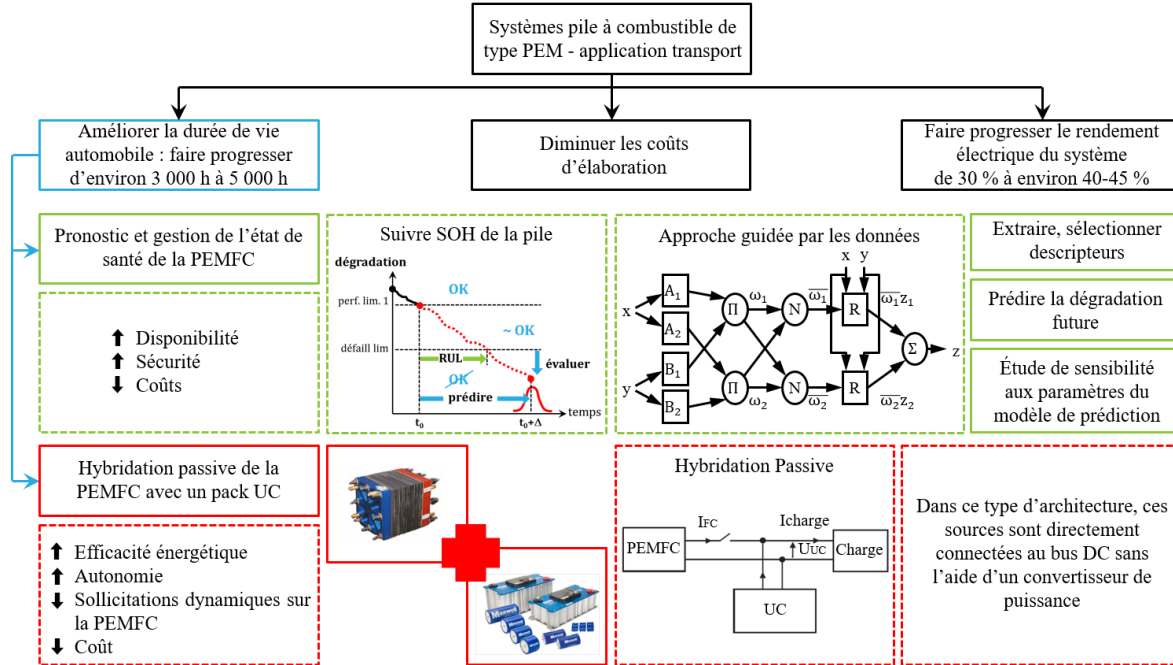 Systèmes pile à combustible de
type PEM - application transport
Améliorer la durée de vie
automobile : faire progresser
d'environ 3 000 h à 5 000 h
Diminuer les coûts
d'élaboration
Faire progresser le rendement
électrique du système
de 30 % à environ 40-45 %
Pronostic et gestion de l'état de
santé de la PEMFC
Disponibilité
Sécurité
Coûts
Suivre SOH de la pile
dégradation
OK
perf. lim. 1
~ OK
défaill lim
RUL
évaluer
OK
prédire
temps
t₀
t₀+Δ
Approche guidée par les données
x y
A₁
ω₁
ω̅₁
ω̅₁z₁
Π
N
R
x
A₂
Σ
z
B₁
y
Π
N
R
B₂
ω₂
ω̅₂
ω̅₂z₂
Extraire, sélectionner
descripteurs
Prédire la dégradation
future
Étude de sensibilité
aux paramètres du
modèle de prédiction
Hybridation passive de la
PEMFC avec un pack UC
Efficacité énergétique
Autonomie
Sollicitations dynamiques sur
la PEMFC
Coût
Maxwell
Hybridation Passive
IFC
Icharge
PEMFC
UUC
Charge
UC
Dans ce type d'architecture, ces
sources sont directement
connectées au bus DC sans
l'aide d'un convertisseur de
puissance